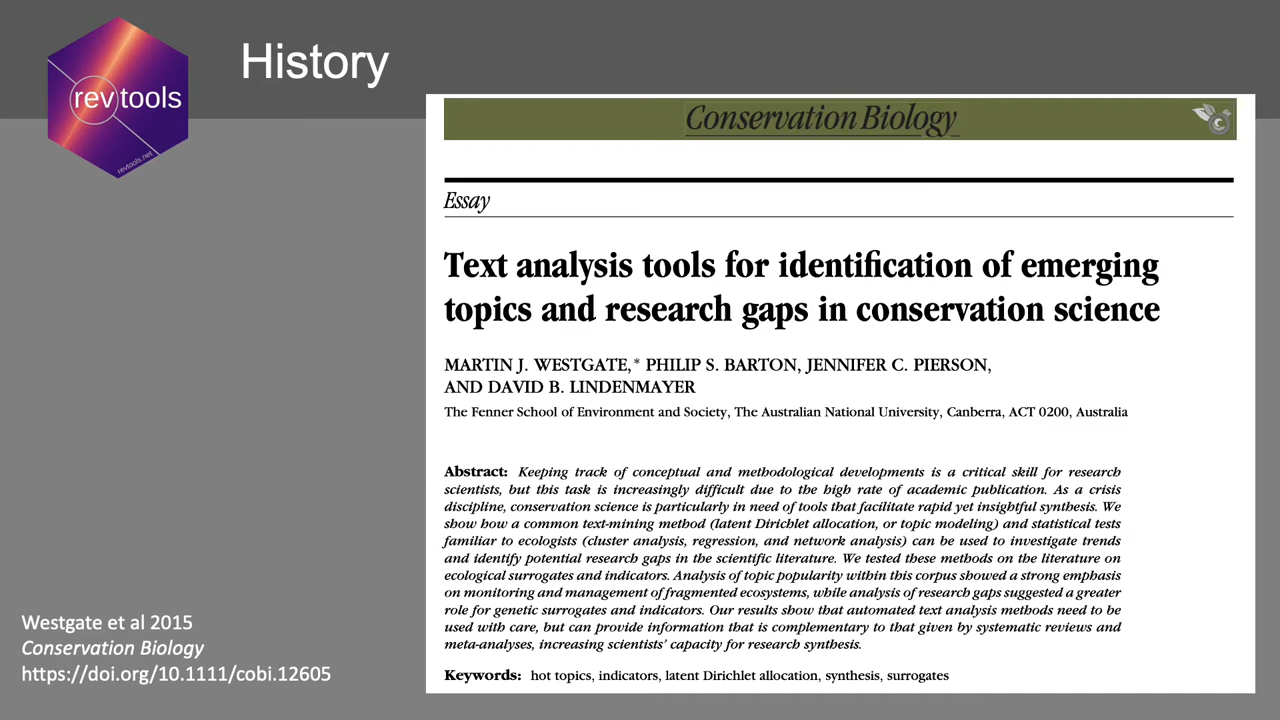 revtools
revtools.net
History
Conservation Biology
Essay
Text analysis tools for identification of emerging
topics and research gaps in conservation science
MARTIN J. WESTGATE,* PHILIP S. BARTON, JENNIFER C. PIERSON,
AND DAVID B. LINDENMAYER
The Fenner School of Environment and Society, The Australian National University, Canberra, ACT 0200, Australia
Abstract: Keeping track of conceptual and methodological developments is a critical skill for research
scientists, but this task is increasingly difficult due to the high rate of academic publication. As a crisis
discipline, conservation science is particularly in need of tools that facilitate rapid yet insightful synthesis. We
show how a common text-mining method (latent Dirichlet allocation, or topic modeling) and statistical tests
familiar to ecologists (cluster analysis, regression, and network analysis) can be used to investigate trends
and identify potential research gaps in the scientific literature. We tested these methods on the literature on
ecological surrogates and indicators. Analysis of topic popularity within this corpus showed a strong emphasis
on monitoring and management of fragmented ecosystems, while analysis of research gaps suggested a greater
role for genetic surrogates and indicators. Our results show that automated text analysis methods need to be
used with care, but can provide information that is complementary to that given by systematic reviews and
meta-analyses, increasing scientists' capacity for research synthesis.
Keywords: hot topics, indicators, latent Dirichlet allocation, synthesis, surrogates
Westgate et al 2015
Conservation Biology
https://doi.org/10.1111/cobi.12605